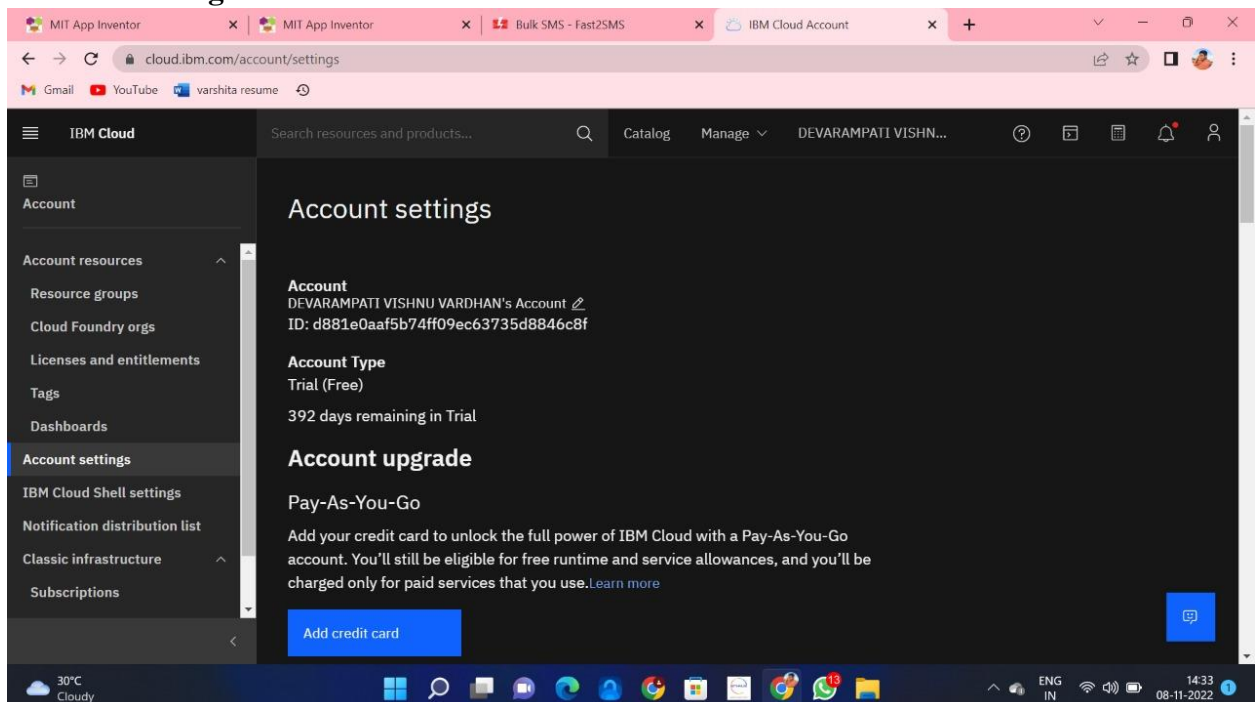 MIT App Inventor
MIT App Inventor
Bulk SMS - Fast2SMS
IBM Cloud Account
cloud.ibm.com/account/settings
Gmail YouTube varshita resume
IBM Cloud Search resources and products... Catalog Manage DEVARAMPATI VISHN...
Account
Account resources
Resource groups
Cloud Foundry orgs
Licenses and entitlements
Tags
Dashboards
Account settings
IBM Cloud Shell settings
Notification distribution list
Classic infrastructure
Subscriptions
Account settings
Account
DEVARAMPATI VISHNU VARDHAN's Account
ID: d881e0aaf5b74ff09ec63735d8846c8f
Account Type
Trial (Free)
392 days remaining in Trial
Account upgrade
Pay-As-You-Go
Add your credit card to unlock the full power of IBM Cloud with a Pay-As-You-Go
account. You'll still be eligible for free runtime and service allowances, and you'll be
charged only for paid services that you use.Learn more
Add credit card
30°C
Cloudy
13
ENG
IN
14:33
08-11-2022
1